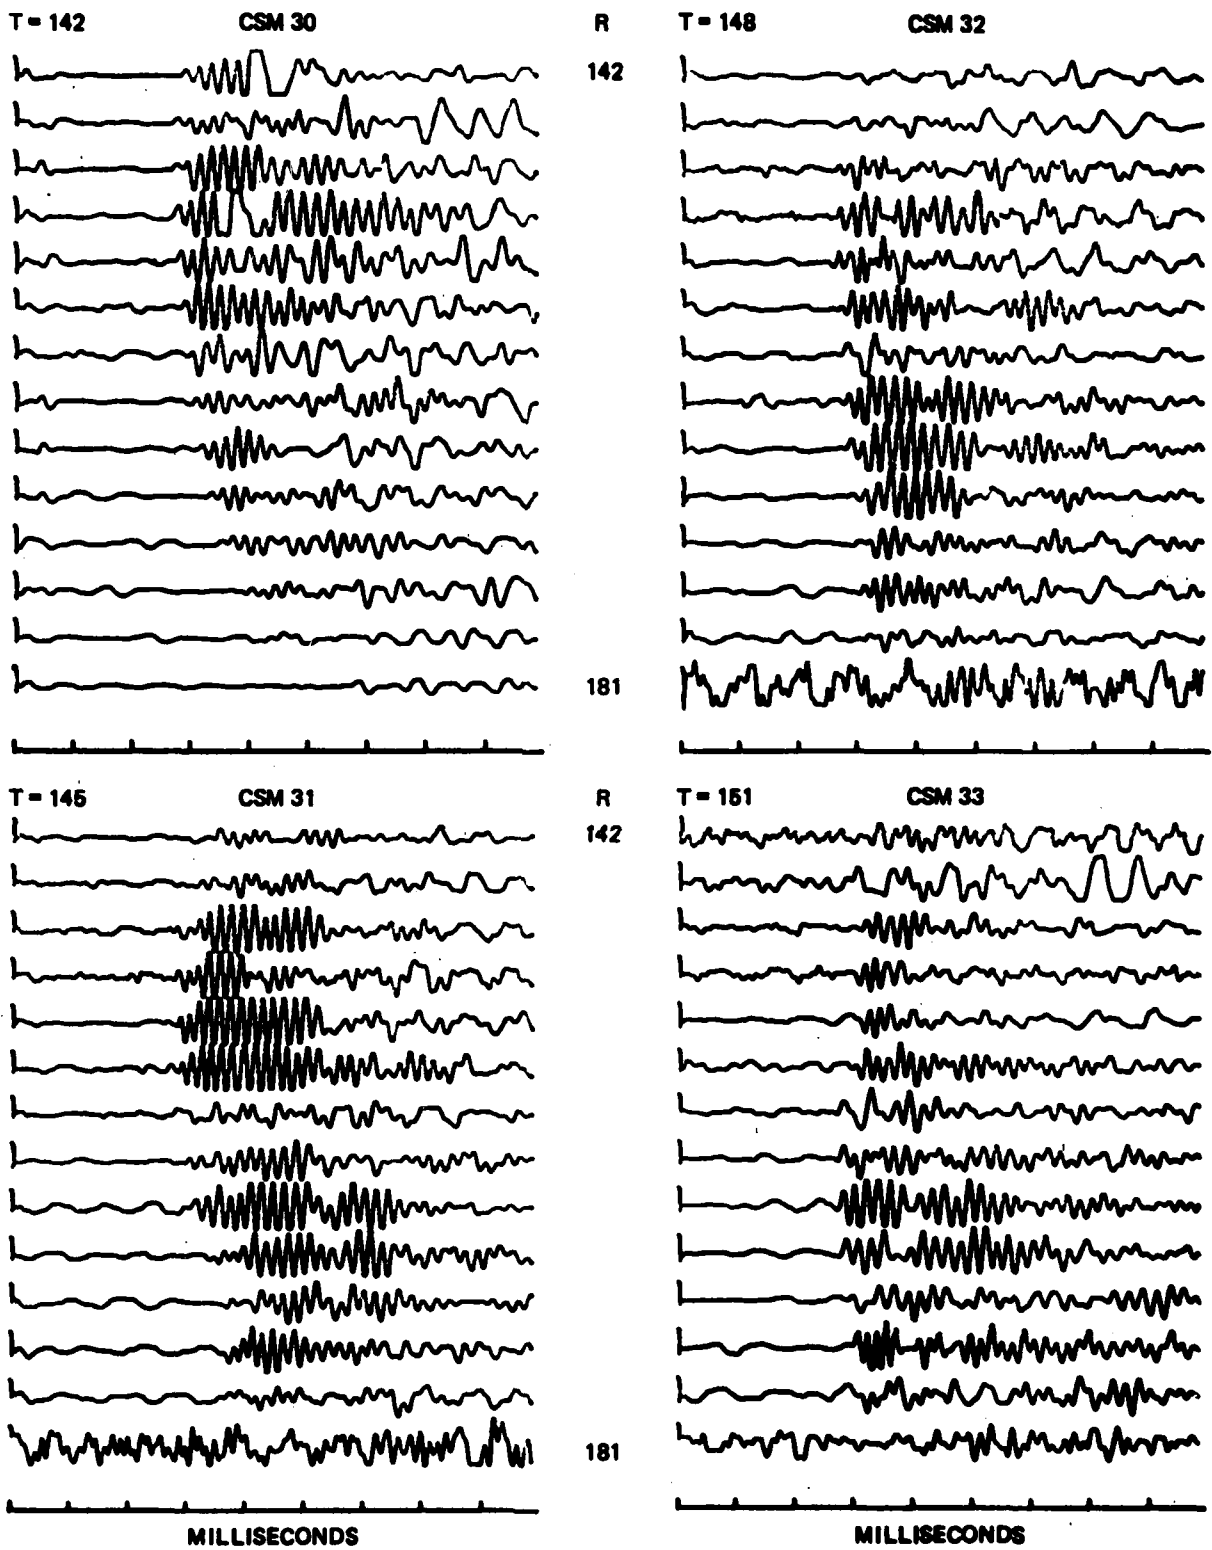 T = 142 CSM 30 R T = 148 CSM 32
142
181
T = 145 CSM 31 R T = 151 CSM 33
142
181
MILLISECONDS MILLISECONDS